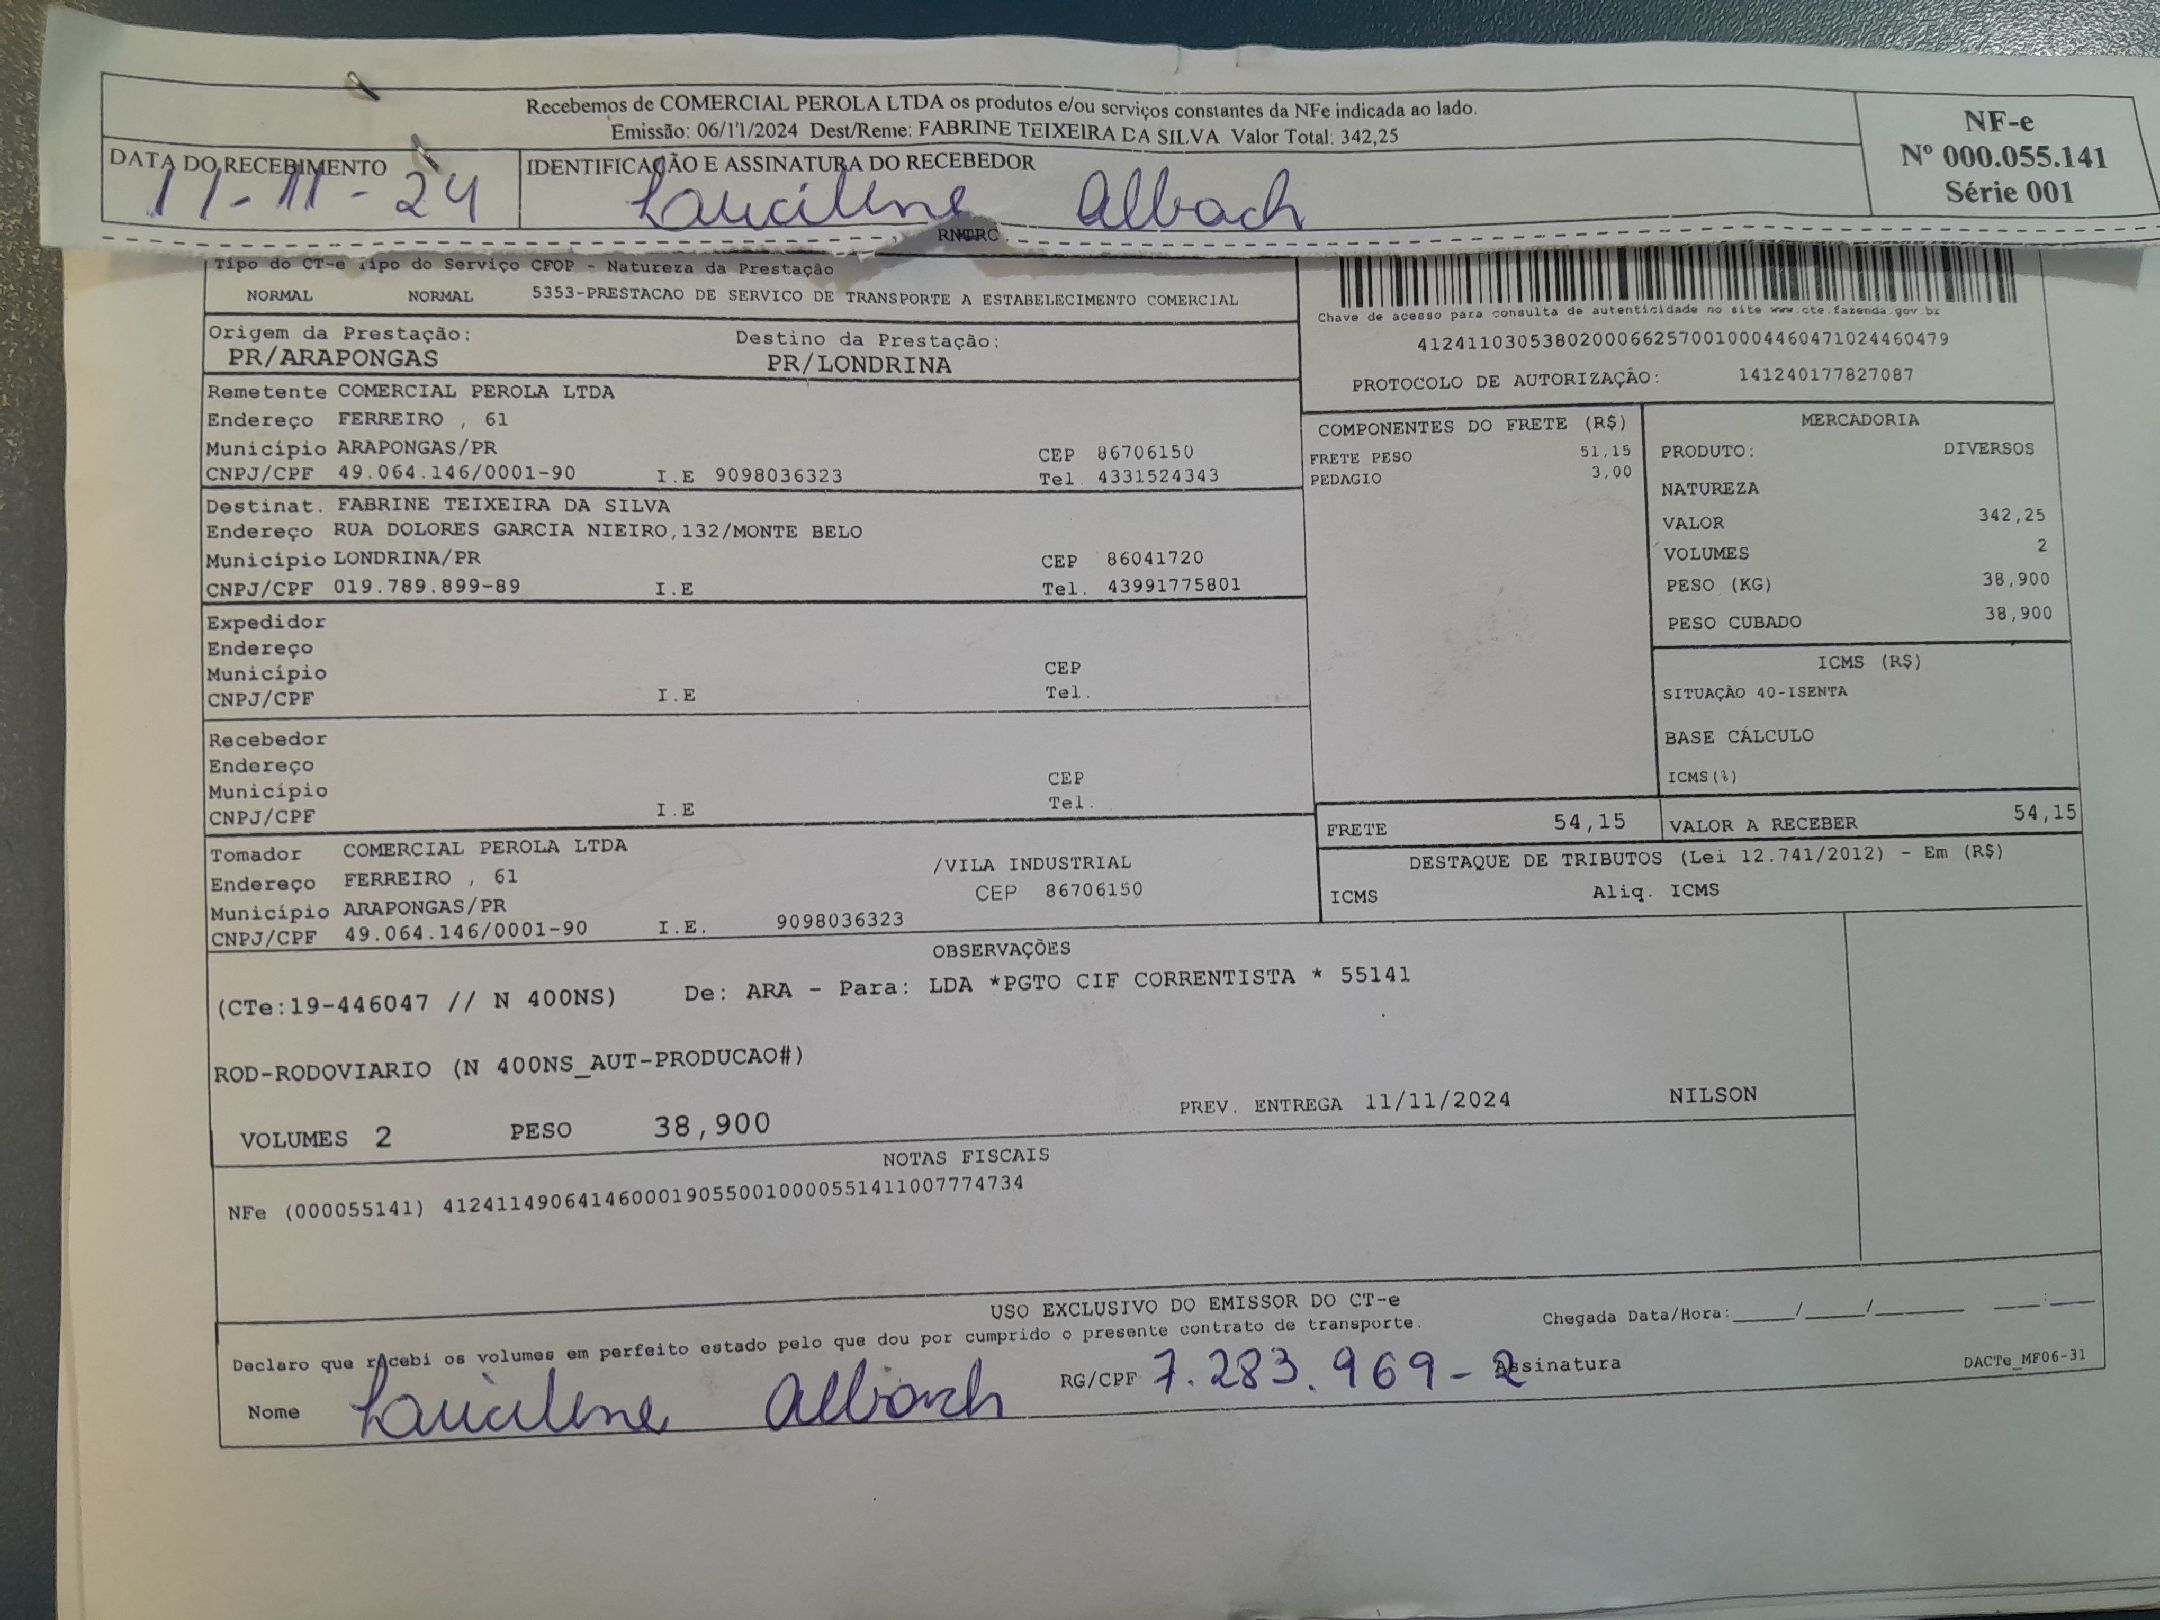 Recebemos de COMERCIAL PEROLA LTDA os produtos e/ou serviços constantes da NFe indicada ao lado.
Emissão: 06/11/2024 Dest/Reme: FABRINE TEIXEIRA DA SILVA Valor Total: 342,25
NF-e
Nº 000.055.141
Série 001
DATA DO RECEBIMENTO
11-11-24
IDENTIFICAÇÃO E ASSINATURA DO RECEBEDOR
Albach
Tipo do CT-e Tipo do Serviço CFOP - Natureza da Prestação
NORMAL NORMAL 5353-PRESTACAO DE SERVICO DE TRANSPORTE A ESTABELECIMENTO COMERCIAL
Chave de acesso para consulta de autenticidade no site www.cte.fazenda.gov.br
41241103053802000662570010004460471024460479
PROTOCOLO DE AUTORIZAÇÃO: 141240177827087
Origem da Prestação: Destino da Prestação:
PR/ARAPONGAS PR/LONDRINA
Remetente COMERCIAL PEROLA LTDA
Endereço FERREIRO , 61
Município ARAPONGAS/PR CEP 86706150
CNPJ/CPF 49.064.146/0001-90 I.E 9098036323 Tel. 4331524343
Destinat. FABRINE TEIXEIRA DA SILVA
Endereço RUA DOLORES GARCIA NIEIRO,132/MONTE BELO
Município LONDRINA/PR CEP 86041720
CNPJ/CPF 019.789.899-89 I.E Tel. 43991775801
Expedidor
Endereço
Município CEP
CNPJ/CPF I.E Tel.
Recebedor
Endereço
Município CEP
CNPJ/CPF I.E Tel.
Tomador COMERCIAL PEROLA LTDA
Endereço FERREIRO , 61 /VILA INDUSTRIAL
Município ARAPONGAS/PR CEP 86706150
CNPJ/CPF 49.064.146/0001-90 I.E. 9098036323
COMPONENTES DO FRETE (R$)
FRETE PESO 51,15
PEDAGIO 3,00
MERCADORIA
PRODUTO: DIVERSOS
NATUREZA
VALOR 342,25
VOLUMES 2
PESO (KG) 38,900
PESO CUBADO 38,900
ICMS (R$)
SITUAÇÃO 40-ISENTA
BASE CÁLCULO
ICMS(%)
FRETE 54,15 VALOR A RECEBER 54,15
DESTAQUE DE TRIBUTOS (Lei 12.741/2012) - Em (R$)
ICMS Aliq. ICMS
OBSERVAÇÕES
(CTe:19-446047 // N 400NS) De: ARA - Para: LDA *PGTO CIF CORRENTISTA * 55141
ROD-RODOVIARIO (N 400NS_AUT-PRODUCAO#)
PREV. ENTREGA 11/11/2024 NILSON
VOLUMES 2 PESO 38,900
NOTAS FISCAIS
NFe (000055141) 41241149064146000190550010000551411007774734
USO EXCLUSIVO DO EMISSOR DO CT-e
Declaro que recebi os volumes em perfeito estado pelo que dou por cumprido o presente contrato de transporte.
Chegada Data/Hora:_____/_____/_______ ___:___
Nome Albach RG/CPF 7.283.969-2 Assinatura
DACTe_MF06-31